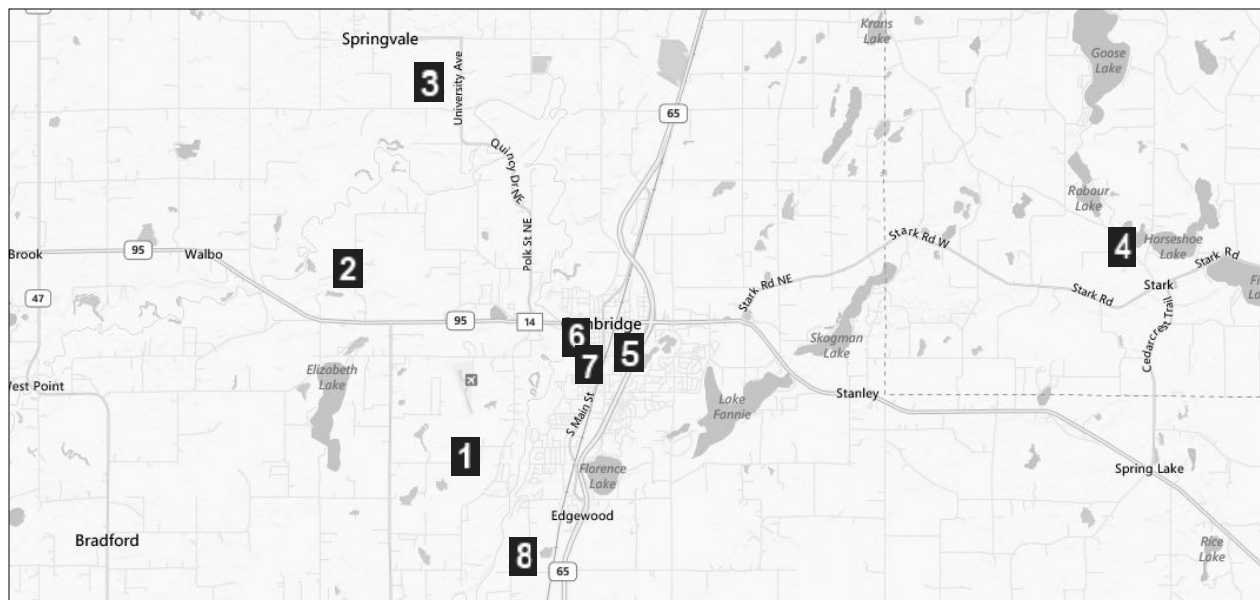 Springvale
Krans
Lake
Goose
Lake
3
University Ave
65
Quincy Dr NE
Rabour
Lake
Polk St NE
Stark Rd W
4
Horseshoe
Lake
Brook
95
Walbo
2
Stark Rd
Stark Rd NE
Stark
47
Stark Rd
95
14
6
5
7
Skogman
Lake
Cedarcrest Trail
Elizabeth
Lake
West Point
Lake
Fannie
Stanley
S Main St
1
Florence
Lake
Spring Lake
Edgewood
Bradford
8
65
Rice
Lake